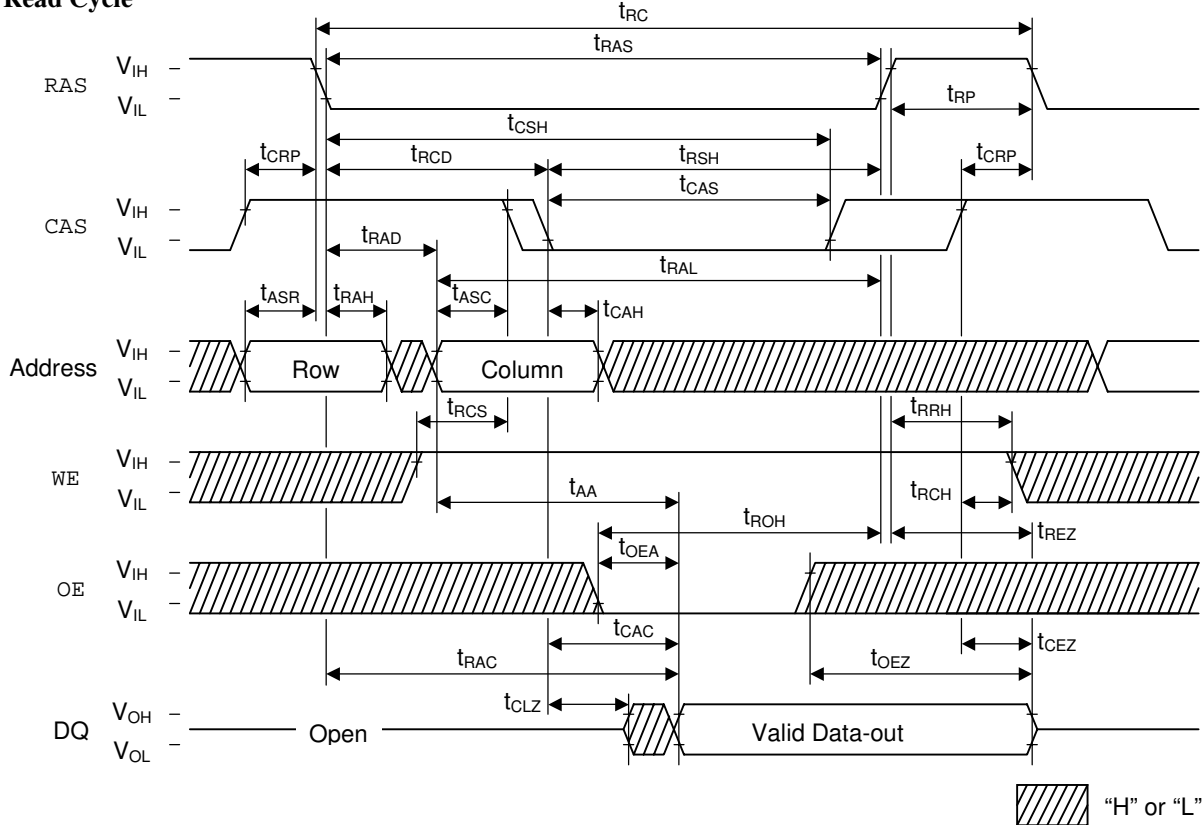 Read Cycle
tRC
tRAS
RAS
VIH
VIL
tRP
tCSH
tCRP
tRCD
tRSH
tCRP
tCAS
CAS
VIH
VIL
tRAD
tRAL
tASR
tRAH
tASC
tCAH
Address
VIH
VIL
Row
Column
tRCS
tRRH
WE
VIH
VIL
tAA
tRCH
tROH
tREZ
tOEA
OE
VIH
VIL
tCAC
tCEZ
tRAC
tOEZ
tCLZ
DQ
VOH
VOL
Open
Valid Data-out
“H” or “L”